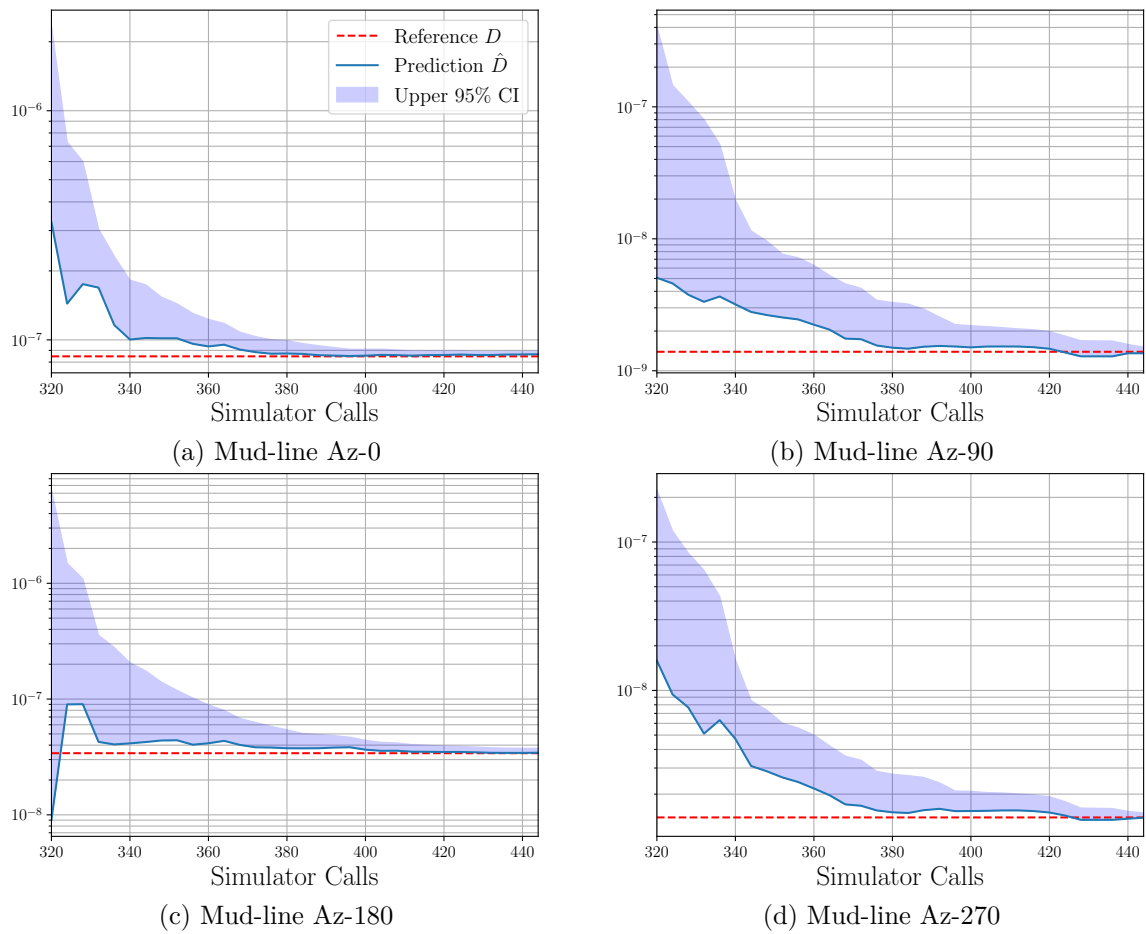 Reference D
Prediction D̂
Upper 95% CI
10⁻⁶
10⁻⁷
320 340 360 380 400 420 440
Simulator Calls
(a) Mud-line Az-0
10⁻⁷
10⁻⁸
10⁻⁹
320 340 360 380 400 420 440
Simulator Calls
(b) Mud-line Az-90
10⁻⁶
10⁻⁷
10⁻⁸
320 340 360 380 400 420 440
Simulator Calls
(c) Mud-line Az-180
10⁻⁷
10⁻⁸
320 340 360 380 400 420 440
Simulator Calls
(d) Mud-line Az-270